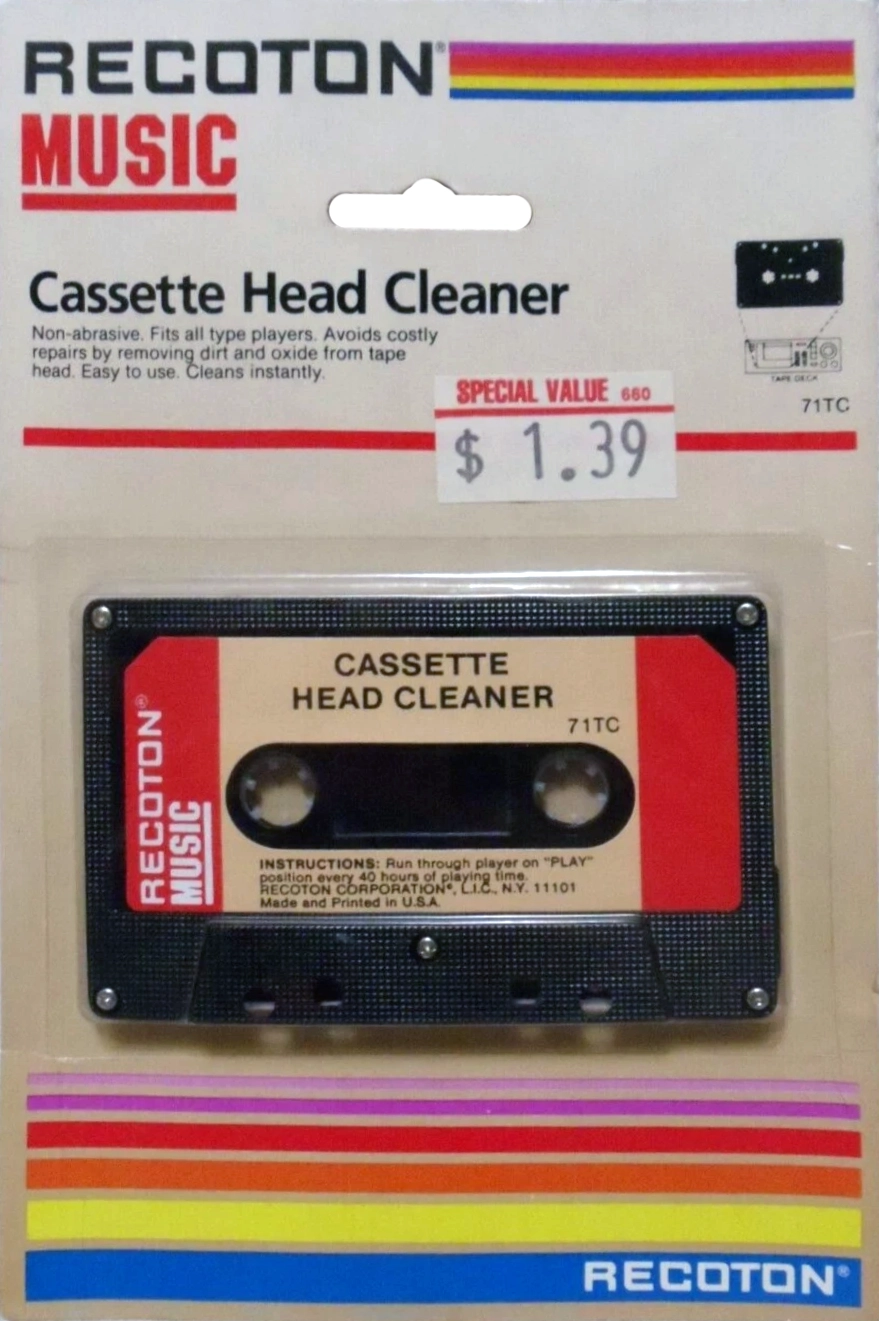 RECOTON®
MUSIC
Cassette Head Cleaner
Non-abrasive. Fits all type players. Avoids costly
repairs by removing dirt and oxide from tape
head. Easy to use. Cleans instantly.
TAPE DECK
71TC
SPECIAL VALUE 660
$ 1.39
CASSETTE
HEAD CLEANER
71TC
RECOTON®
MUSIC
INSTRUCTIONS: Run through player on "PLAY"
position every 40 hours of playing time.
RECOTON CORPORATION®, L.I.C., N.Y. 11101
Made and Printed in U.S.A.
RECOTON®